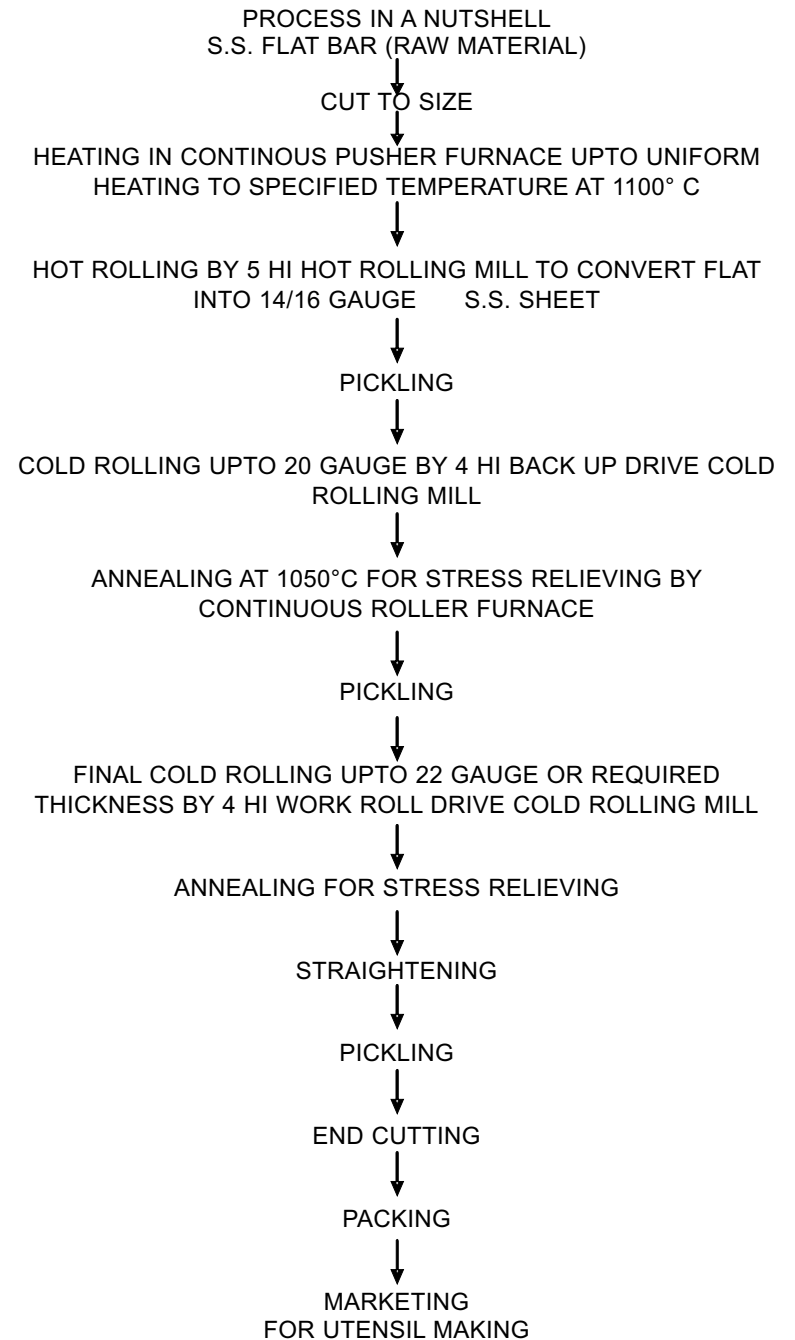 PROCESS IN A NUTSHELL
S.S. FLAT BAR (RAW MATERIAL)
CUT TO SIZE
HEATING IN CONTINOUS PUSHER FURNACE UPTO UNIFORM
HEATING TO SPECIFIED TEMPERATURE AT 1100° C
HOT ROLLING BY 5 HI HOT ROLLING MILL TO CONVERT FLAT
INTO 14/16 GAUGE S.S. SHEET
PICKLING
COLD ROLLING UPTO 20 GAUGE BY 4 HI BACK UP DRIVE COLD
ROLLING MILL
ANNEALING AT 1050°C FOR STRESS RELIEVING BY
CONTINUOUS ROLLER FURNACE
PICKLING
FINAL COLD ROLLING UPTO 22 GAUGE OR REQUIRED
THICKNESS BY 4 HI WORK ROLL DRIVE COLD ROLLING MILL
ANNEALING FOR STRESS RELIEVING
STRAIGHTENING
PICKLING
END CUTTING
PACKING
MARKETING
FOR UTENSIL MAKING